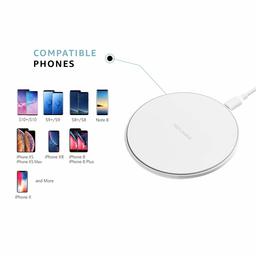 COMPATIBLE
PHONES
S10+/S10 S9+/S9 S8+/S8 Note 8
iPhone XS iPhone XR iPhone 8
iPhone XS Max iPhone 8 Plus
iPhone X and More